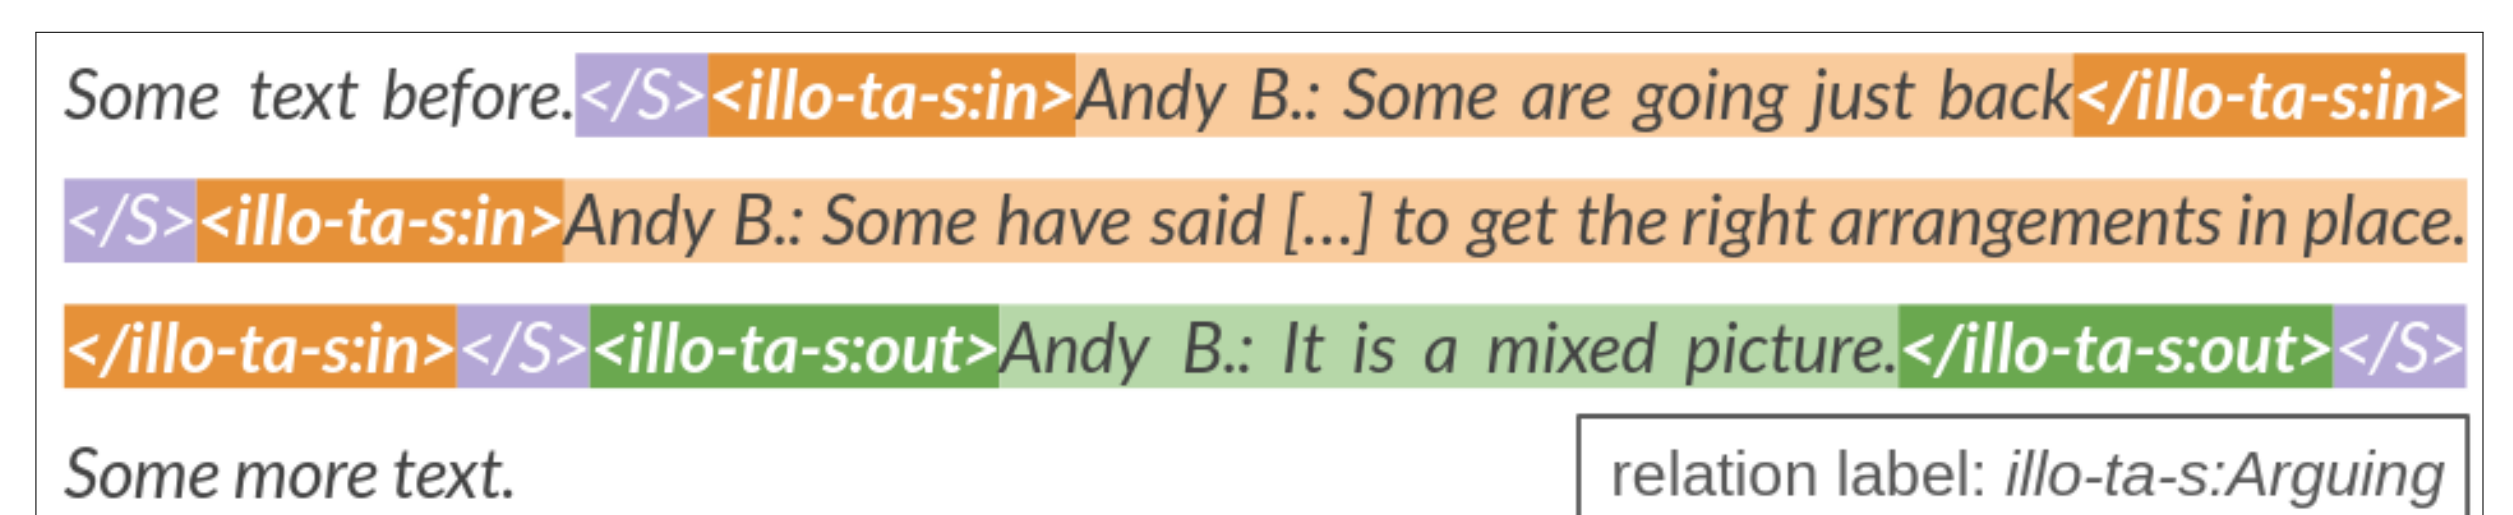 Some text before.</S><illo-ta-s:in>Andy B.: Some are going just back</illo-ta-s:in>
</S><illo-ta-s:in>Andy B.: Some have said [...] to get the right arrangements in place.
</illo-ta-s:in></S><illo-ta-s:out>Andy B.: It is a mixed picture.</illo-ta-s:out></S>
Some more text.
relation label: illo-ta-s:Arguing